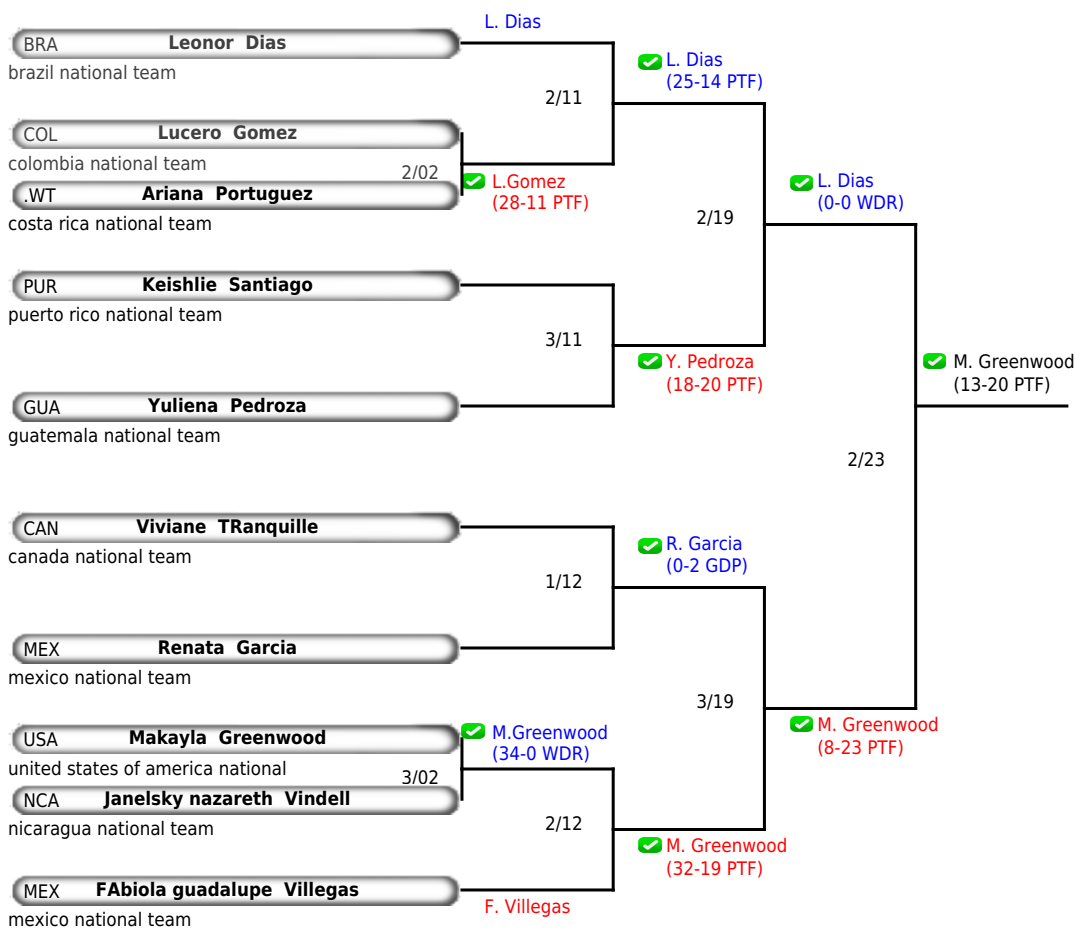 L. Dias
BRA Leonor Dias
brazil national team
2/11
L. Dias
(25-14 PTF)
COL Lucero Gomez
colombia national team
2/02
L.Gomez
(28-11 PTF)
.WT Ariana Portuguez
costa rica national team
2/19
L. Dias
(0-0 WDR)
PUR Keishlie Santiago
puerto rico national team
3/11
Y. Pedroza
(18-20 PTF)
GUA Yuliena Pedroza
guatemala national team
2/23
M. Greenwood
(13-20 PTF)
CAN Viviane TRanquille
canada national team
1/12
R. Garcia
(0-2 GDP)
MEX Renata Garcia
mexico national team
3/19
M. Greenwood
(8-23 PTF)
USA Makayla Greenwood
united states of america national
3/02
M.Greenwood
(34-0 WDR)
NCA Janelsky nazareth Vindell
nicaragua national team
2/12
M. Greenwood
(32-19 PTF)
MEX FAbiola guadalupe Villegas
mexico national team
F. Villegas